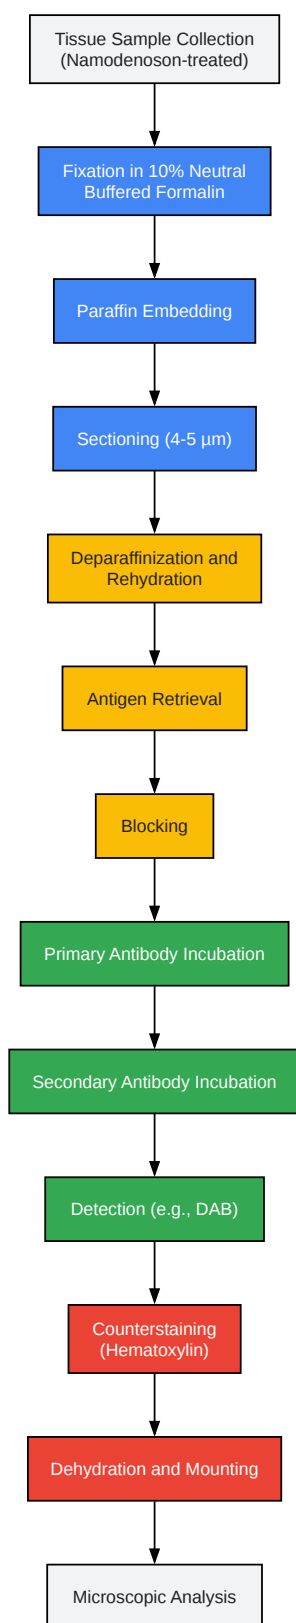 Tissue Sample Collection
(Namodenoson-treated)
Fixation in 10% Neutral
Buffered Formalin
Paraffin Embedding
Sectioning (4-5 µm)
Deparaffinization and
Rehydration
Antigen Retrieval
Blocking
Primary Antibody Incubation
Secondary Antibody Incubation
Detection (e.g., DAB)
Counterstaining
(Hematoxylin)
Dehydration and Mounting
Microscopic Analysis